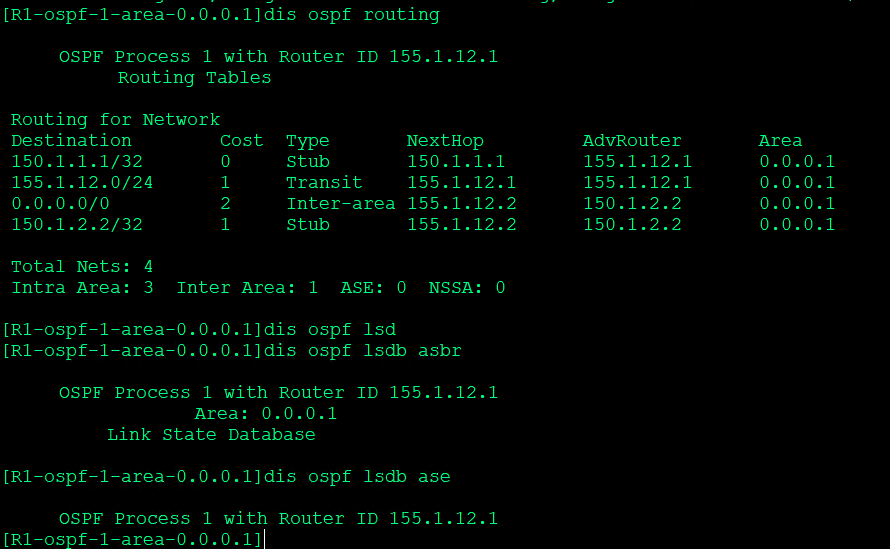 [R1-ospf-1-area-0.0.0.1]dis ospf routing
OSPF Process 1 with Router ID 155.1.12.1
Routing Tables
Routing for Network
Destination Cost Type NextHop AdvRouter Area
150.1.1.1/32 0 Stub 150.1.1.1 155.1.12.1 0.0.0.1
155.1.12.0/24 1 Transit 155.1.12.1 155.1.12.1 0.0.0.1
0.0.0.0/0 2 Inter-area 155.1.12.2 150.1.2.2 0.0.0.1
150.1.2.2/32 1 Stub 155.1.12.2 150.1.2.2 0.0.0.1
Total Nets: 4
Intra Area: 3 Inter Area: 1 ASE: 0 NSSA: 0
[R1-ospf-1-area-0.0.0.1]dis ospf lsd
[R1-ospf-1-area-0.0.0.1]dis ospf lsdb asbr
OSPF Process 1 with Router ID 155.1.12.1
Area: 0.0.0.1
Link State Database
[R1-ospf-1-area-0.0.0.1]dis ospf lsdb ase
OSPF Process 1 with Router ID 155.1.12.1
[R1-ospf-1-area-0.0.0.1]